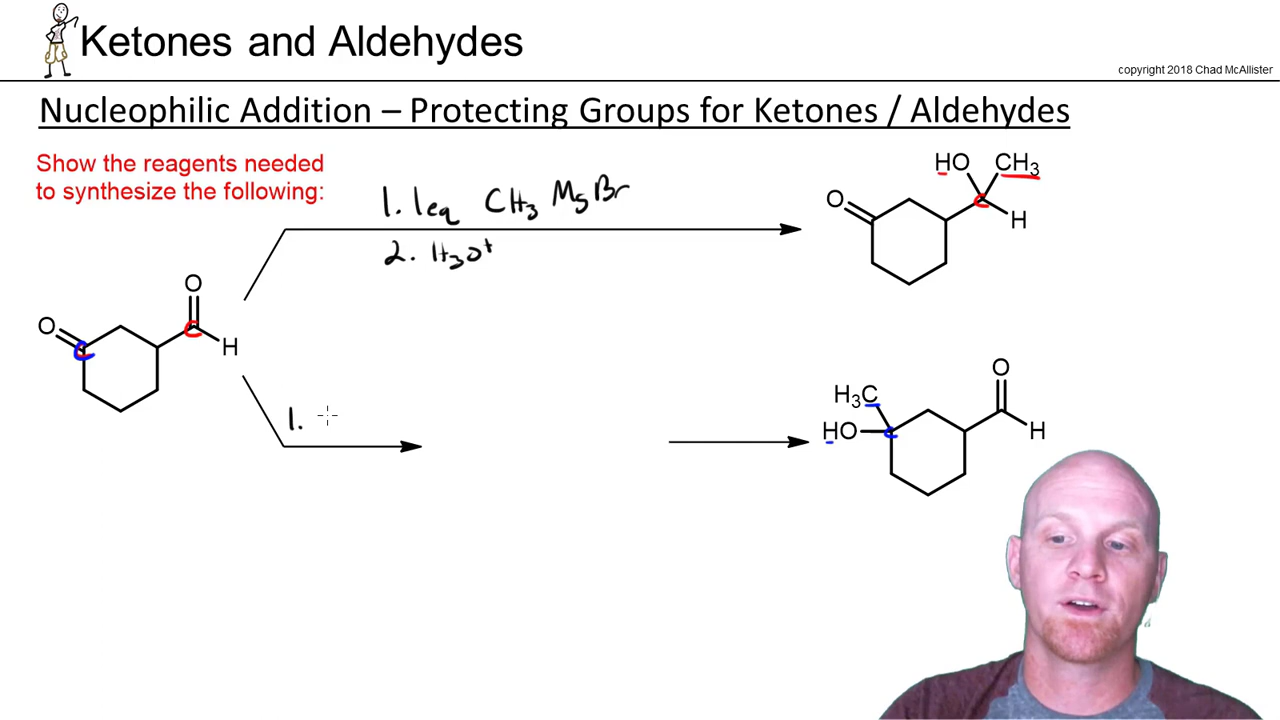 Ketones and Aldehydes
copyright 2018 Chad McAllister
Nucleophilic Addition – Protecting Groups for Ketones / Aldehydes
Show the reagents needed
to synthesize the following:
1. 1eq CH3 MgBr
2. H3O+
HO CH3
O
H
O
O
H
1.
O
H3C
HO
H